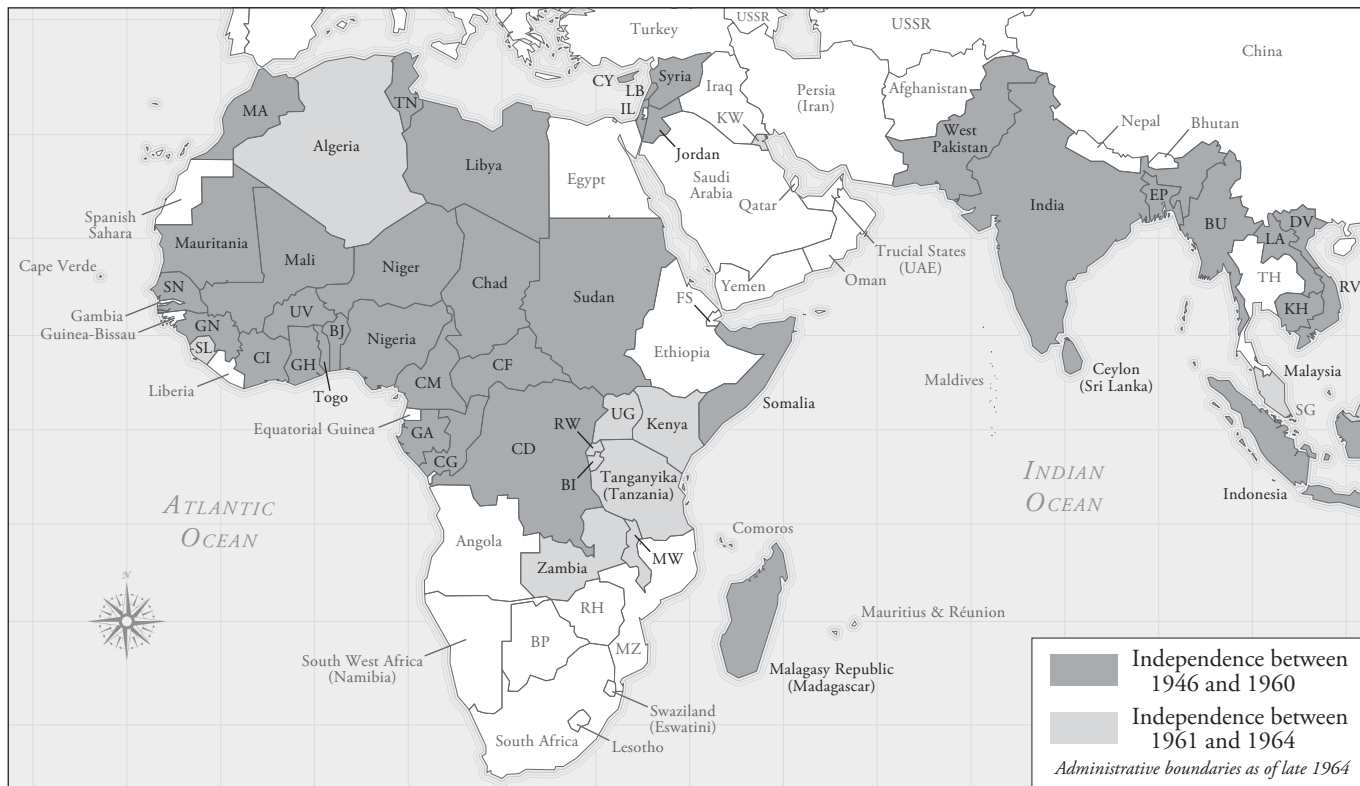 USSR
USSR
Turkey
China
CY
Syria
LB
IL
Iraq
Persia
(Iran)
Afghanistan
MA
TN
KW
Nepal
Bhutan
Algeria
Libya
Egypt
Jordan
Saudi
Arabia
Qatar
West
Pakistan
India
EP
BU
DV
LA
Spanish
Sahara
Mauritania
Mali
Niger
Chad
Sudan
Trucial States
(UAE)
Oman
Yemen
TH
RV
KH
Cape Verde
SN
Gambia
Guinea-Bissau
GN
UV
BJ
Nigeria
FS
Ethiopia
SL
CI
GH
Togo
CM
CF
Liberia
Equatorial Guinea
Somalia
Maldives
Ceylon
(Sri Lanka)
Malaysia
SG
GA
CG
CD
RW
UG
Kenya
BI
Tanganyika
(Tanzania)
Indonesia
ATLANTIC
OCEAN
INDIAN
OCEAN
Angola
Zambia
MW
Comoros
N
RH
BP
MZ
Mauritius & Réunion
South West Africa
(Namibia)
Malagasy Republic
(Madagascar)
Swaziland
(Eswatini)
South Africa
Lesotho
Independence between
1946 and 1960
Independence between
1961 and 1964
Administrative boundaries as of late 1964